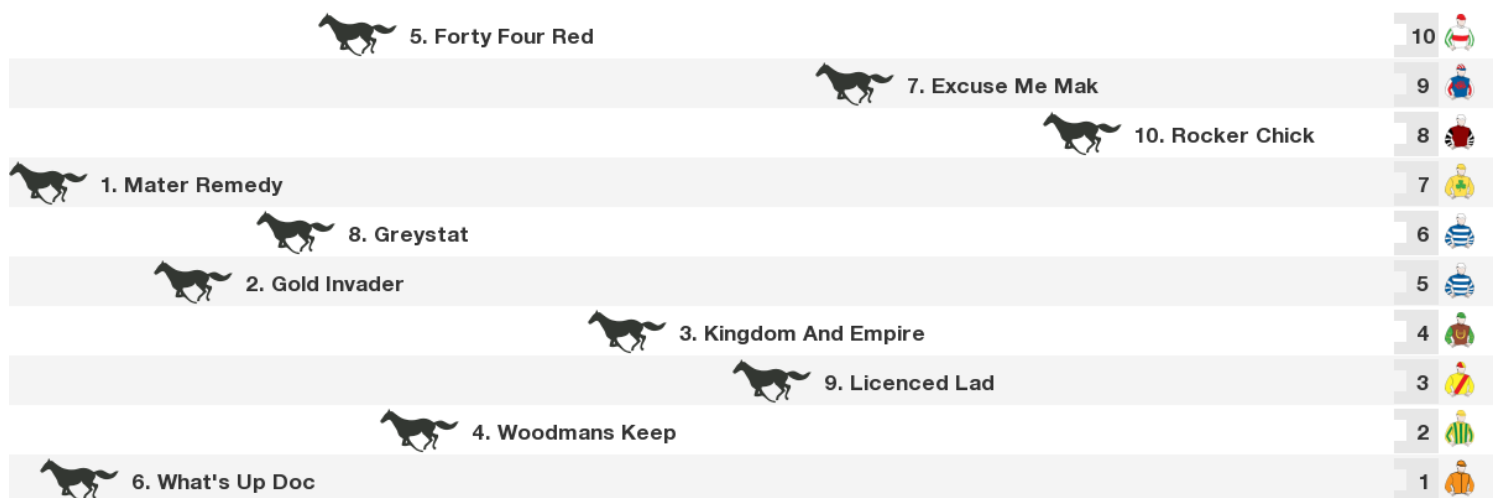 5. Forty Four Red 10
7. Excuse Me Mak 9
10. Rocker Chick 8
1. Mater Remedy 7
8. Greystat 6
2. Gold Invader 5
3. Kingdom And Empire 4
9. Licenced Lad 3
4. Woodmans Keep 2
6. What's Up Doc 1